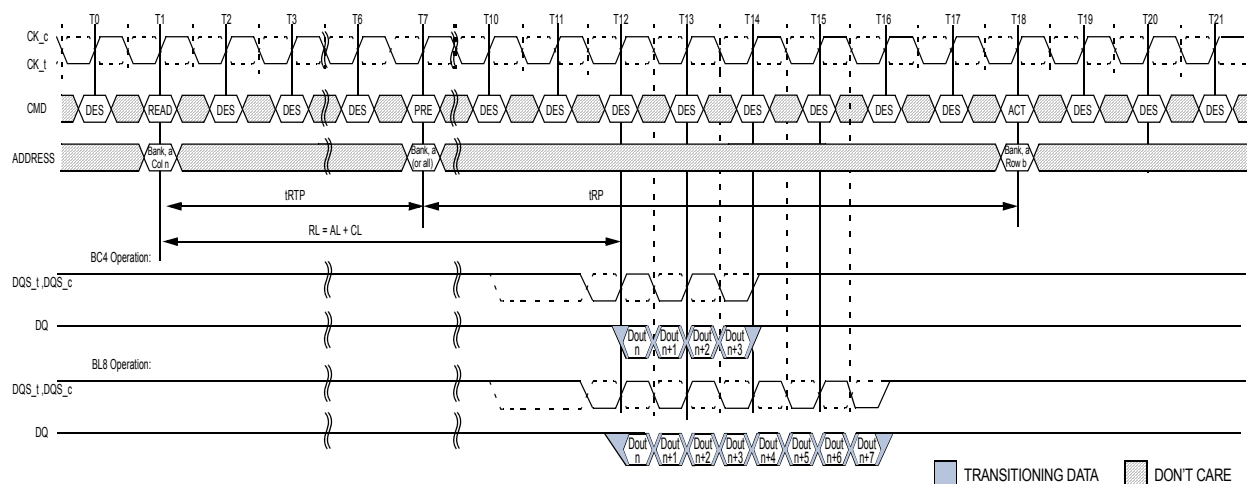 T0 T1 T2 T3 T6 T7 T10 T11 T12 T13 T14 T15 T16 T17 T18 T19 T20 T21
CK_c
CK_t
CMD DES READ DES DES DES PRE DES DES DES DES DES DES DES DES ACT DES DES DES
ADDRESS
Bank, a
Col n
Bank, a
(or all)
Bank, a
Row b
tRTP tRP
RL = AL + CL
BC4 Operation:
DQS_t ,DQS_c
DQ
Dout
n
Dout
n+1
Dout
n+2
Dout
n+3
BL8 Operation:
DQS_t ,DQS_c
DQ
Dout
n
Dout
n+1
Dout
n+2
Dout
n+3
Dout
n+4
Dout
n+5
Dout
n+6
Dout
n+7
TRANSITIONING DATA DON'T CARE